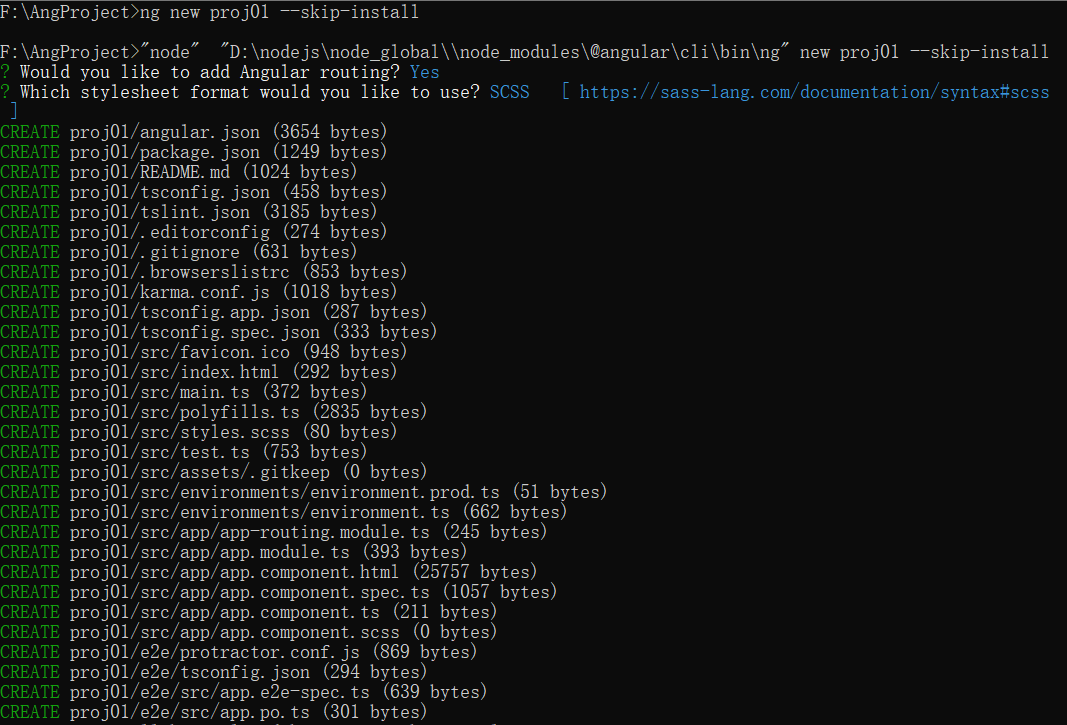 F:\AngProject>ng new proj01 --skip-install
F:\AngProject>"node"  "D:\nodejs\node_global\\node_modules\@angular\cli\bin\ng" new proj01 --skip-install
? Would you like to add Angular routing? Yes
? Which stylesheet format would you like to use? SCSS   [ https://sass-lang.com/documentation/syntax#scss
 ]
CREATE proj01/angular.json (3654 bytes)
CREATE proj01/package.json (1249 bytes)
CREATE proj01/README.md (1024 bytes)
CREATE proj01/tsconfig.json (458 bytes)
CREATE proj01/tslint.json (3185 bytes)
CREATE proj01/.editorconfig (274 bytes)
CREATE proj01/.gitignore (631 bytes)
CREATE proj01/.browserslistrc (853 bytes)
CREATE proj01/karma.conf.js (1018 bytes)
CREATE proj01/tsconfig.app.json (287 bytes)
CREATE proj01/tsconfig.spec.json (333 bytes)
CREATE proj01/src/favicon.ico (948 bytes)
CREATE proj01/src/index.html (292 bytes)
CREATE proj01/src/main.ts (372 bytes)
CREATE proj01/src/polyfills.ts (2835 bytes)
CREATE proj01/src/styles.scss (80 bytes)
CREATE proj01/src/test.ts (753 bytes)
CREATE proj01/src/assets/.gitkeep (0 bytes)
CREATE proj01/src/environments/environment.prod.ts (51 bytes)
CREATE proj01/src/environments/environment.ts (662 bytes)
CREATE proj01/src/app/app-routing.module.ts (245 bytes)
CREATE proj01/src/app/app.module.ts (393 bytes)
CREATE proj01/src/app/app.component.html (25757 bytes)
CREATE proj01/src/app/app.component.spec.ts (1057 bytes)
CREATE proj01/src/app/app.component.ts (211 bytes)
CREATE proj01/src/app/app.component.scss (0 bytes)
CREATE proj01/e2e/protractor.conf.js (869 bytes)
CREATE proj01/e2e/tsconfig.json (294 bytes)
CREATE proj01/e2e/src/app.e2e-spec.ts (639 bytes)
CREATE proj01/e2e/src/app.po.ts (301 bytes)